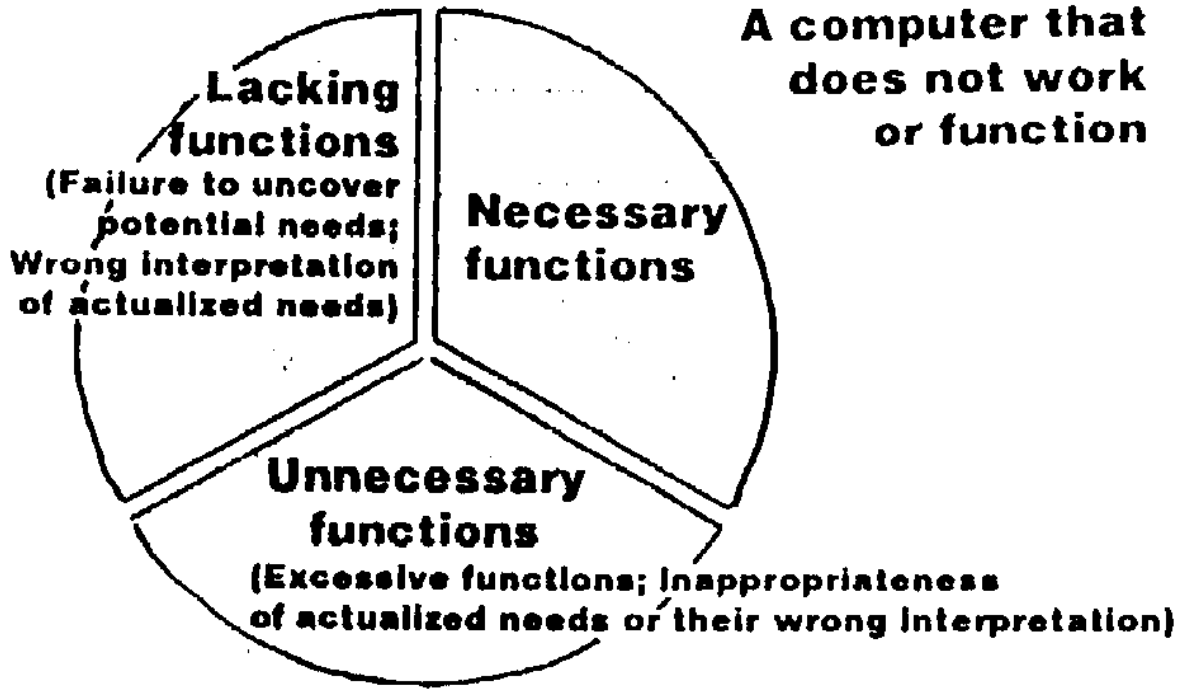 A computer that
does not work
or function
Lacking
functions
(Failure to uncover
potential needs;
Wrong interpretation
of actualized needs)
Necessary
functions
Unnecessary
functions
(Excessive functions; Inappropriateness
of actualized needs or their wrong interpretation)